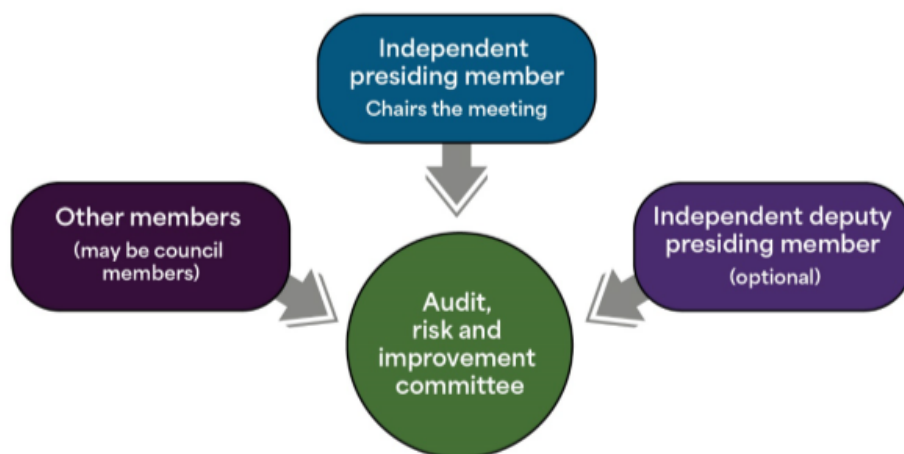 Independent
presiding member
Chairs the meeting
Other members
(may be council
members)
Independent deputy
presiding member
(optional)
Audit,
risk and
improvement
committee